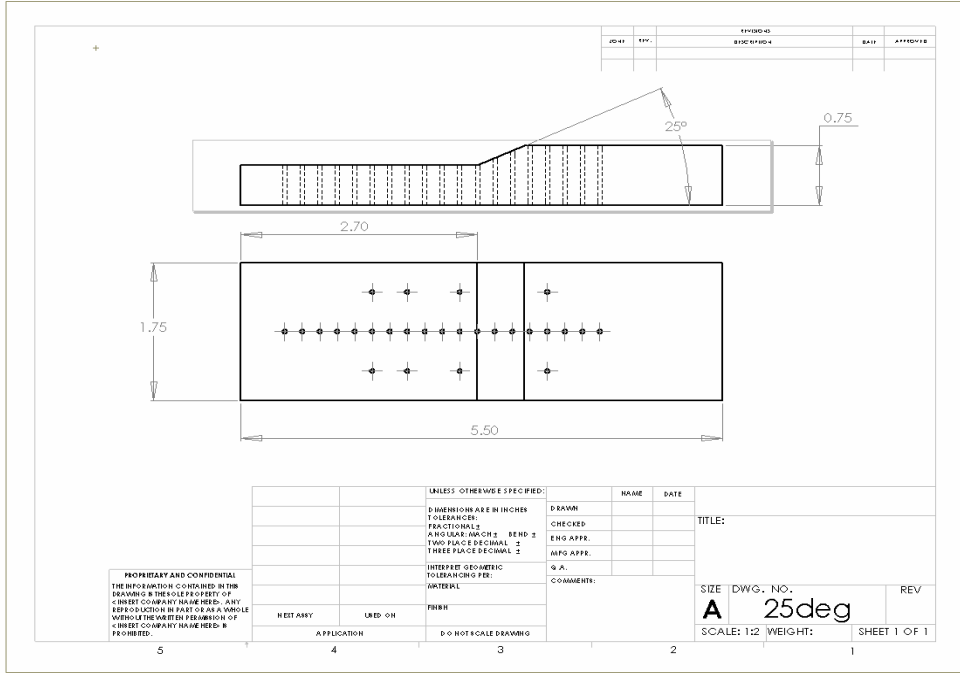 REVISIONS
ZONE REV. DESCRIPTION DATE APPROVED
25°
0.75
2.70
1.75
5.50
UNLESS OTHERWISE SPECIFIED:
NAME DATE
DIMENSIONS ARE IN INCHES
TOLERANCES:
FRACTIONAL ±
ANGULAR: MACH ± BEND ±
TWO PLACE DECIMAL ±
THREE PLACE DECIMAL ±
DRAWN
CHECKED
ENG APPR.
MFG APPR.
INTERPRET GEOMETRIC
TOLERANCING PER:
Q.A.
MATERIAL
COMMENTS:
FINISH
TITLE:
PROPRIETARY AND CONFIDENTIAL
THE INFORMATION CONTAINED IN THIS
DRAWING IS THE SOLE PROPERTY OF
<INSERT COMPANY NAME HERE>. ANY
REPRODUCTION IN PART OR AS A WHOLE
WITHOUT THE WRITTEN PERMISSION OF
<INSERT COMPANY NAME HERE> IS
PROHIBITED.
NEXT ASSY USED ON
APPLICATION
DO NOT SCALE DRAWING
SIZE DWG. NO. REV
A 25deg
SCALE: 1:2 WEIGHT: SHEET 1 OF 1
5 4 3 2 1